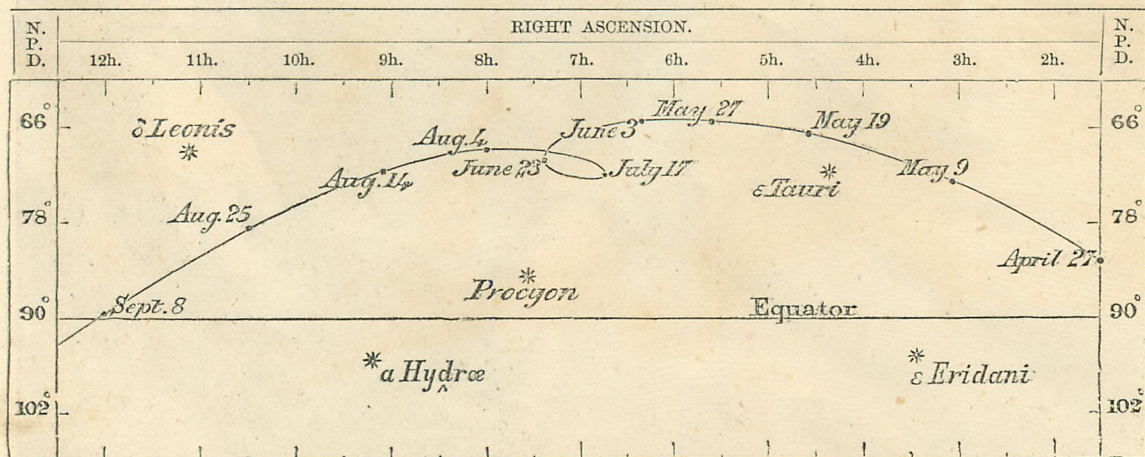 RIGHT ASCENSION.
N.
P.
D.
N.
P.
D.
12h. 11h. 10h. 9h. 8h. 7h. 6h. 5h. 4h. 3h. 2h.
66° 66°
δ Leonis
Aug. 4 June 3 May 27 May 19
June 23 July 17 May 9
Aug. 14 ε Tauri
Aug. 25
78° 78°
April 27
Procyon
Sept. 8 Equator
90° 90°
α Hydræ ε Eridani
102° 102°